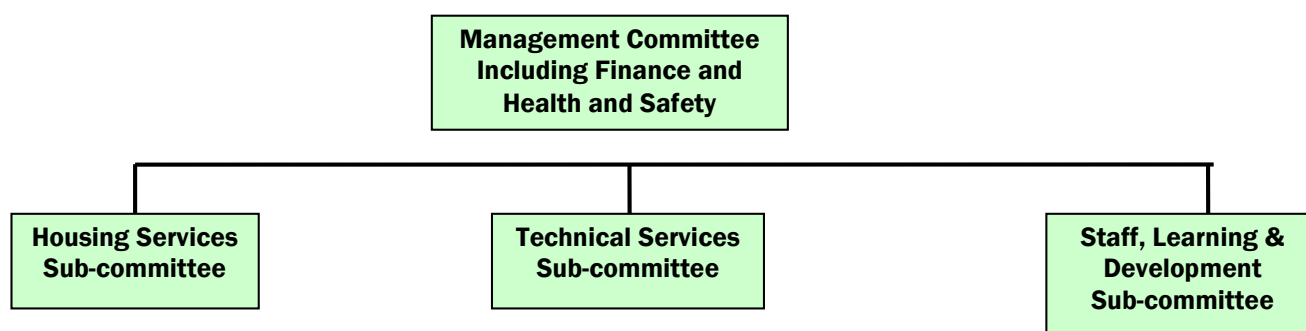 Management Committee
Including Finance and
Health and Safety
Housing Services
Sub-committee
Technical Services
Sub-committee
Staff, Learning &
Development
Sub-committee